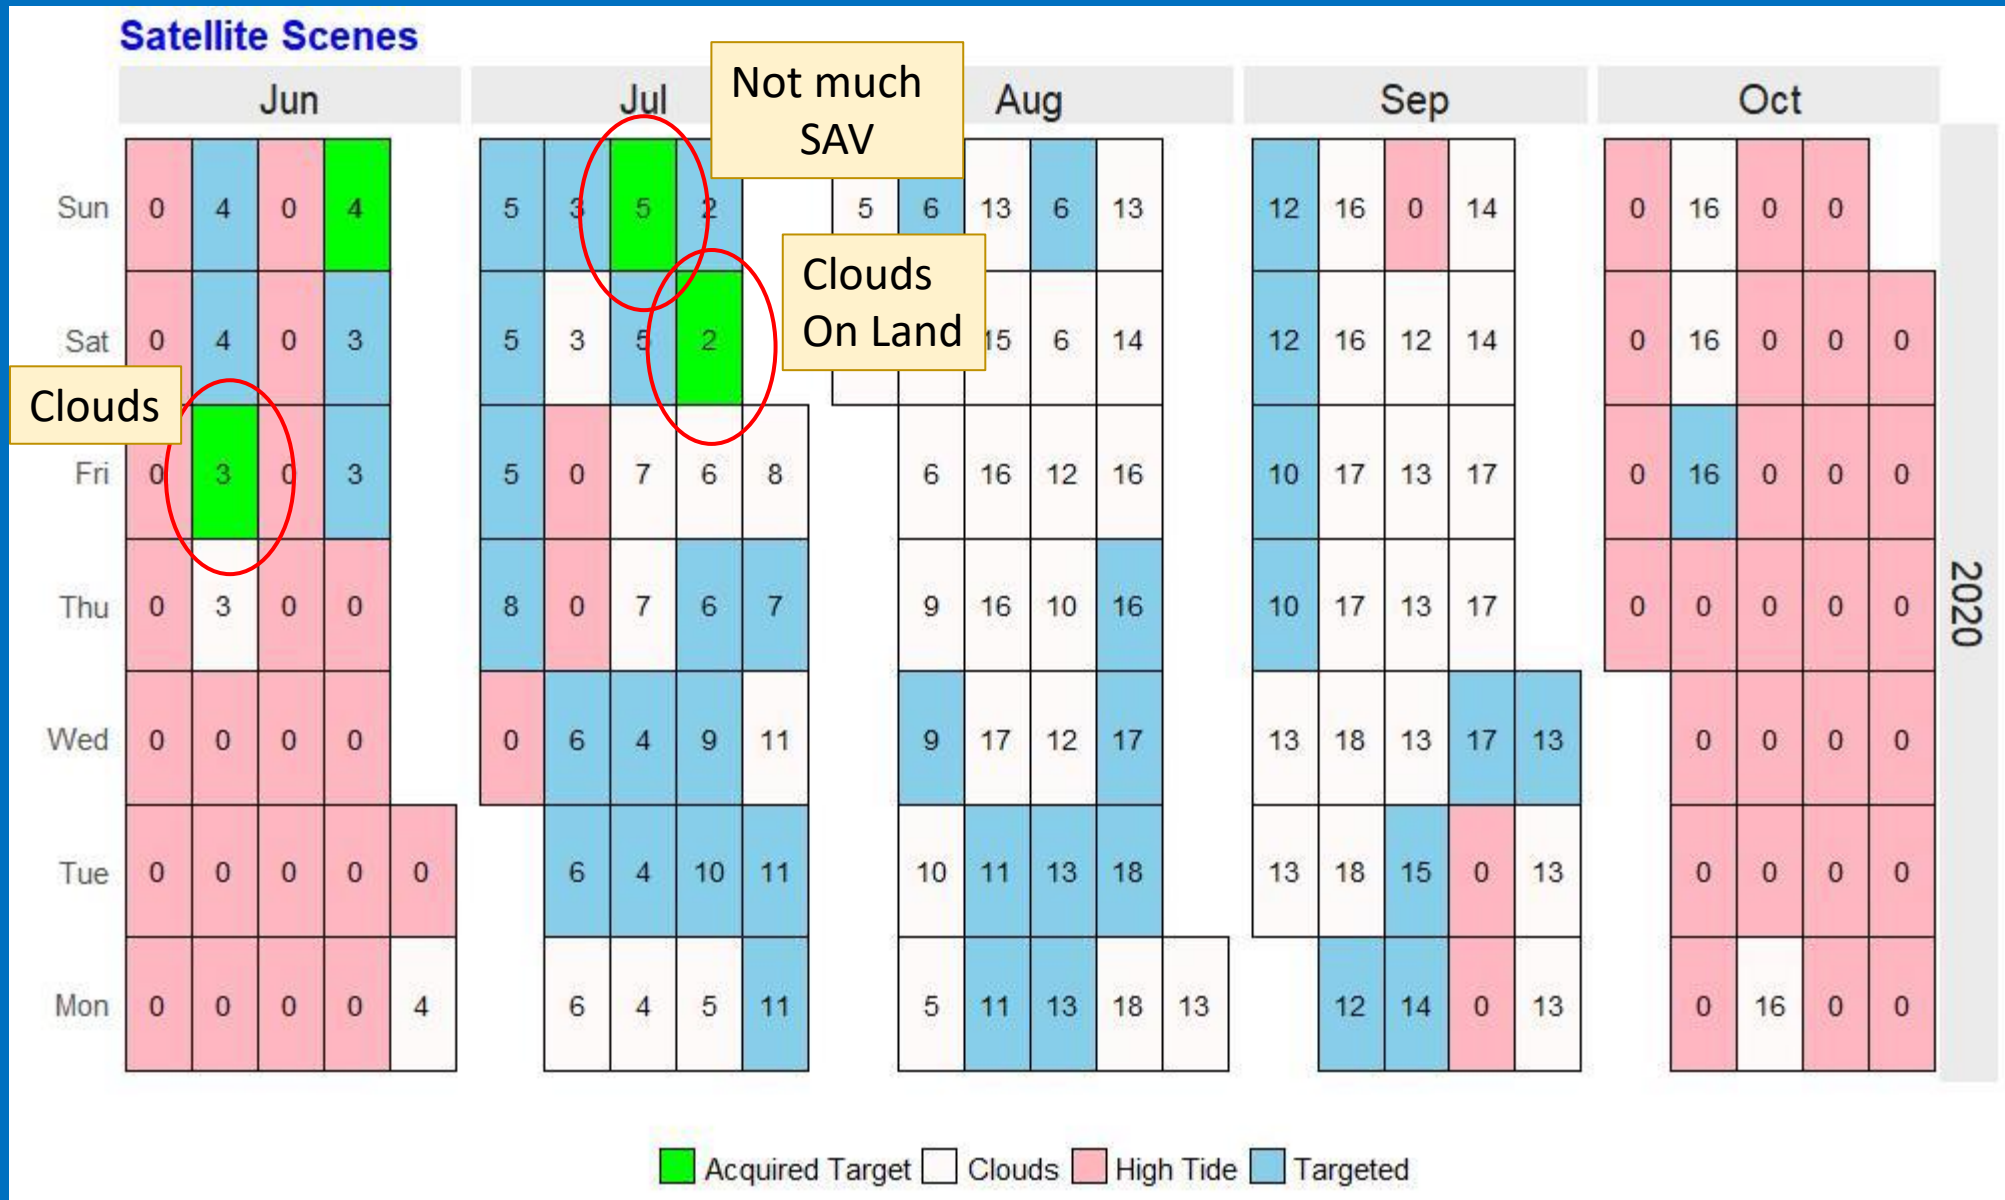 Satellite Scenes
Jun Jul Aug Sep Oct
Not much
SAV
Sun 0 4 0 4 5 3 5 2 5 6 13 6 13 12 16 0 14 0 16 0 0
Clouds
On Land
Sat 0 4 0 3 5 3 5 2 15 6 14 12 16 12 14 0 16 0 0 0
Clouds
Fri 0 3 0 3 5 0 7 6 8 6 16 12 16 10 17 13 17 0 16 0 0 0
Thu 0 3 0 0 8 0 7 6 7 9 16 10 16 10 17 13 17 0 0 0 0 0
2020
Wed 0 0 0 0 0 6 4 9 11 9 17 12 17 13 18 13 17 13 0 0 0 0
Tue 0 0 0 0 0 6 4 10 11 10 11 13 18 13 18 15 0 13 0 0 0 0
Mon 0 0 0 0 4 6 4 5 11 5 11 13 18 13 12 14 0 13 0 16 0 0
Acquired Target Clouds High Tide Targeted